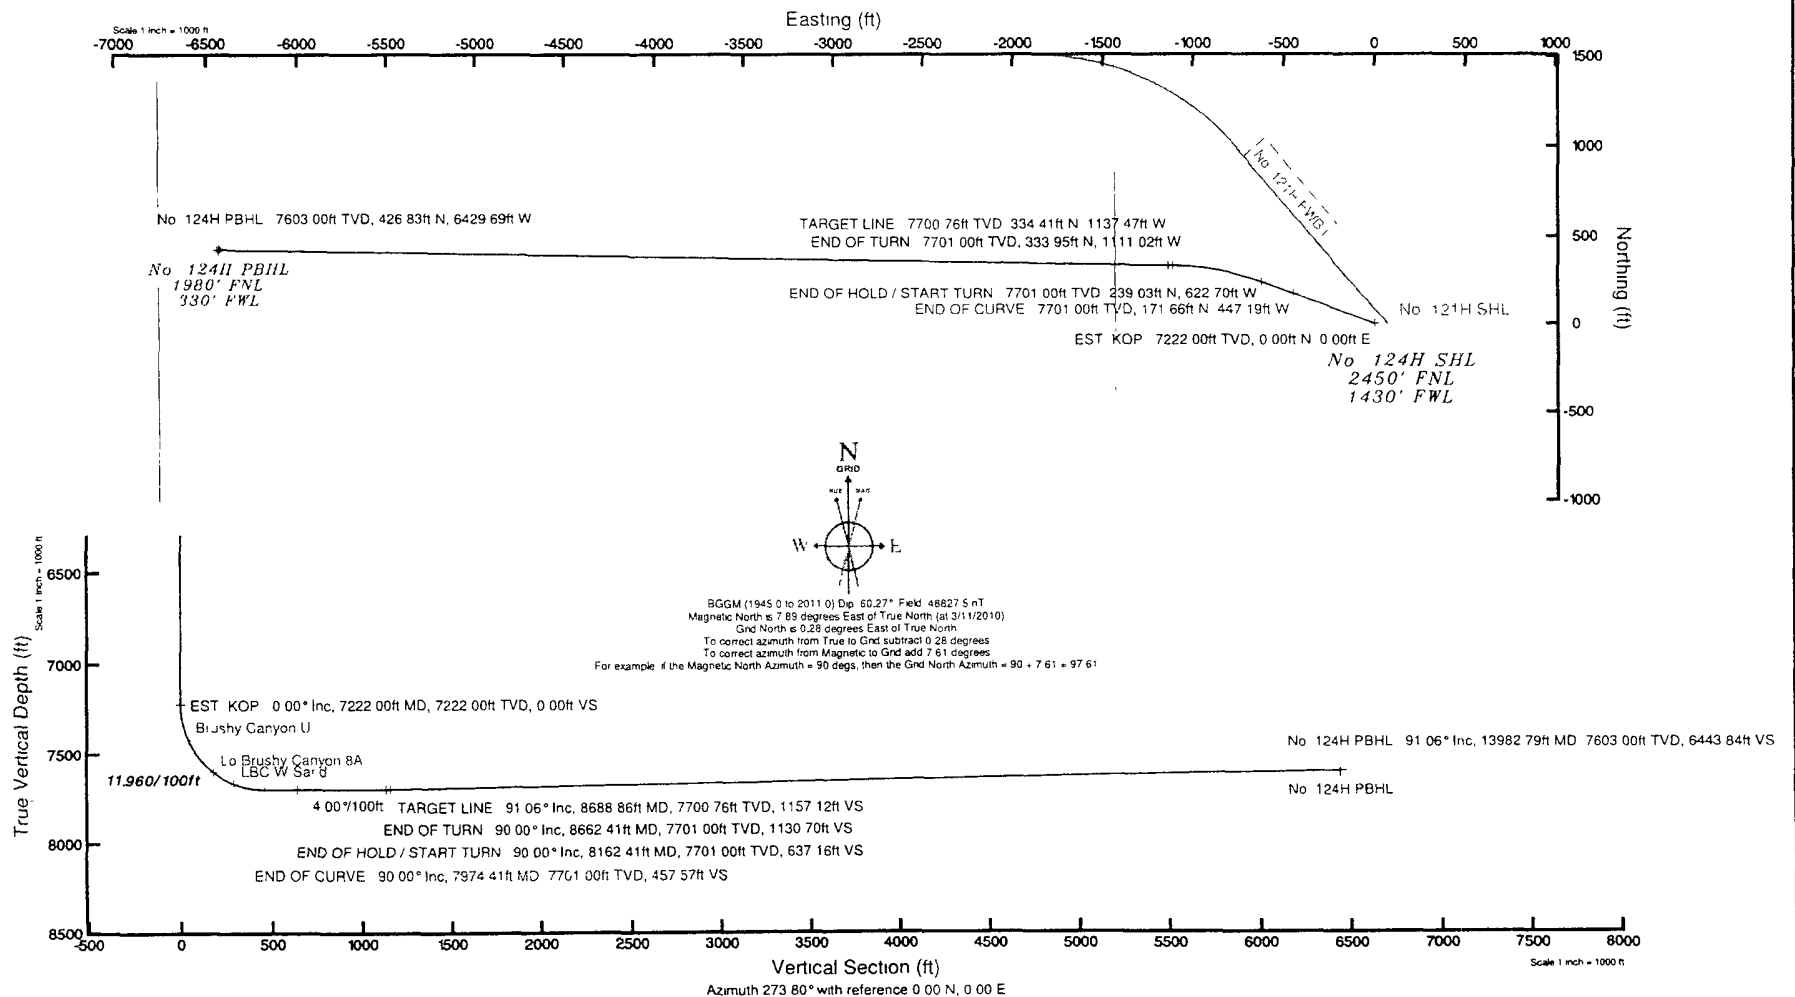 Easting (ft)
Scale 1 inch = 1000 ft
-7000 -6500 -6000 -5500 -5000 -4500 -4000 -3500 -3000 -2500 -2000 -1500 -1000 -500 0 500 1000
1500
1000
500
0
-500
-1000
Northing (ft)
No 121H PWB
No 124H PBHL 7603 00ft TVD, 426 83ft N, 6429 69ft W
TARGET LINE 7700 76ft TVD 334 41ft N 1137 47ft W
END OF TURN 7701 00ft TVD, 333 95ft N, 1111 02ft W
No 124H PBHL
1980' FNL
330' FWL
END OF HOLD / START TURN 7701 00ft TVD 239 03ft N, 622 70ft W
END OF CURVE 7701 00ft TVD, 171 66ft N 447 19ft W
No 121H SHL
EST KOP 7222 00ft TVD, 0 00ft N 0 00ft E
No 124H SHL
2450' FNL
1430' FWL
N
GRID
TRUE MAG
W E
BGGM (1945 0 to 2011 0) Dip 60.27° Field 48827 5 nT
Magnetic North is 7 89 degrees East of True North (at 3/11/2010)
Grid North is 0.28 degrees East of True North
To correct azimuth from True to Grid subtract 0 28 degrees
To correct azimuth from Magnetic to Grid add 7 61 degrees
For example if the Magnetic North Azimuth = 90 degs, then the Grid North Azimuth = 90 + 7 61 = 97 61
Scale 1 inch = 1000 ft
True Vertical Depth (ft)
6500
7000
7500
8000
8500
EST KOP 0 00° Inc, 7222 00ft MD, 7222 00ft TVD, 0 00ft VS
Brushy Canyon U
Lo Brushy Canyon 8A
LBC W Sand
11.960/100ft
No 124H PBHL 91 06° Inc, 13982 79ft MD 7603 00ft TVD, 6443 84ft VS
No 124H PBHL
4 00°/100ft TARGET LINE 91 06° Inc, 8688 86ft MD, 7700 76ft TVD, 1157 12ft VS
END OF TURN 90 00° Inc, 8662 41ft MD, 7701 00ft TVD, 1130 70ft VS
END OF HOLD / START TURN 90 00° Inc, 8162 41ft MD, 7701 00ft TVD, 637 16ft VS
END OF CURVE 90 00° Inc, 7974 41ft MD 7701 00ft TVD, 457 57ft VS
-500 0 500 1000 1500 2000 2500 3000 3500 4000 4500 5000 5500 6000 6500 7000 7500 8000
Vertical Section (ft)
Scale 1 inch = 1000 ft
Azimuth 273 80° with reference 0 00 N, 0 00 E